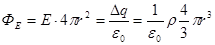 Φ_E = E · 4πr² = Δq/ε₀ = 1/ε₀ ρ 4/3 πr³